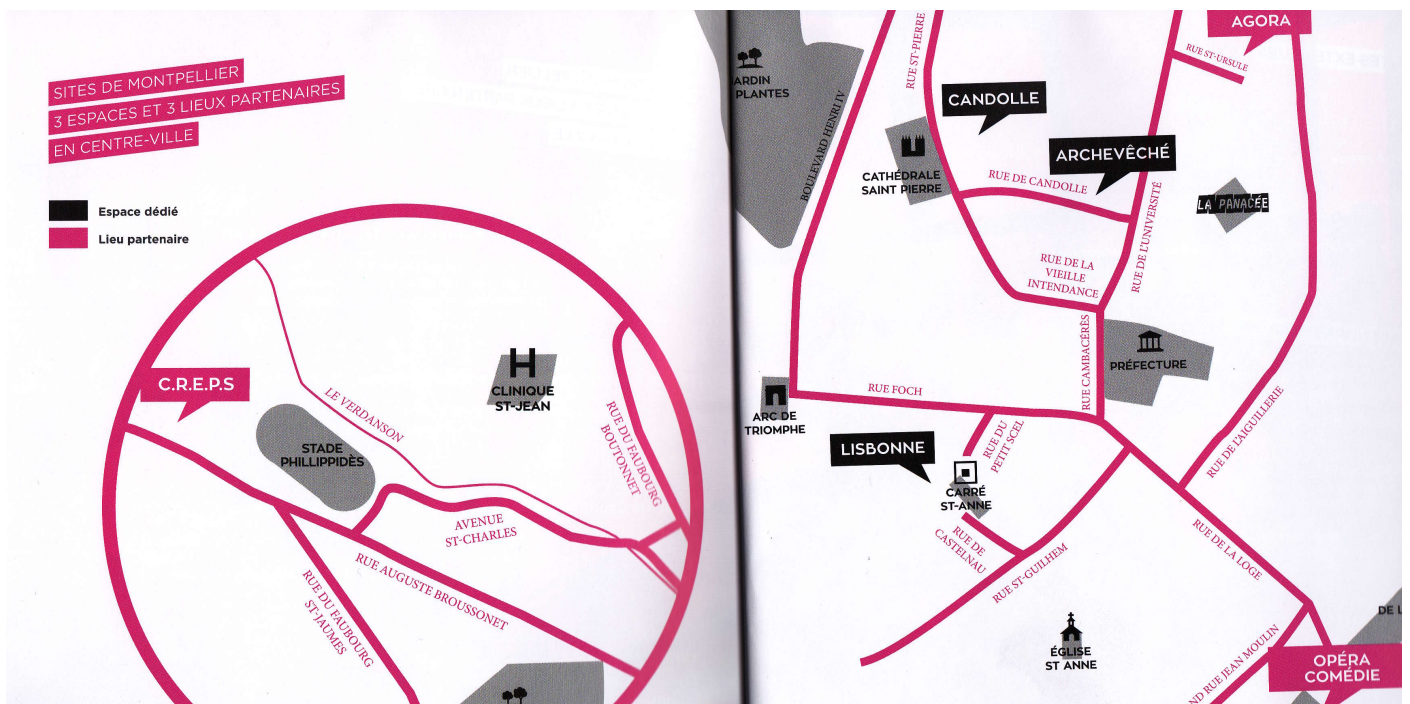 SITES DE MONTPELLIER
3 ESPACES ET 3 LIEUX PARTENAIRES
EN CENTRE-VILLE
Espace dédié
Lieu partenaire
C.R.E.P.S
LE VERDANSON
CLINIQUE
ST-JEAN
STADE
PHILLIPPIDÈS
RUE DU FAUBOURG
BOUTONNET
AVENUE
ST-CHARLES
RUE AUGUSTE BROUSSONET
RUE DU FAUBOURG
ST-JAUMES
JARDIN
PLANTES
BOULEVARD HENRI IV
RUE ST-PIERRE
CANDOLLE
CATHÉDRALE
SAINT PIERRE
ARCHEVÊCHÉ
RUE DE CANDOLLE
AGORA
RUE ST-URSULE
LA PANACÉE
RUE DE L'UNIVERSITÉ
RUE DE LA
VIEILLE
INTENDANCE
RUE CAMBACÉRÈS
PRÉFECTURE
RUE FOCH
ARC DE
TRIOMPHE
LISBONNE
RUE DU
PETIT SCEL
CARRÉ
ST-ANNE
RUE DE
CASTELNAU
RUE ST-GUILHEM
RUE DE L'AIGUILLERIE
RUE DE LA LOGE
ÉGLISE
ST ANNE
ND RUE JEAN MOULIN
DE L
OPÉRA
COMÉDIE